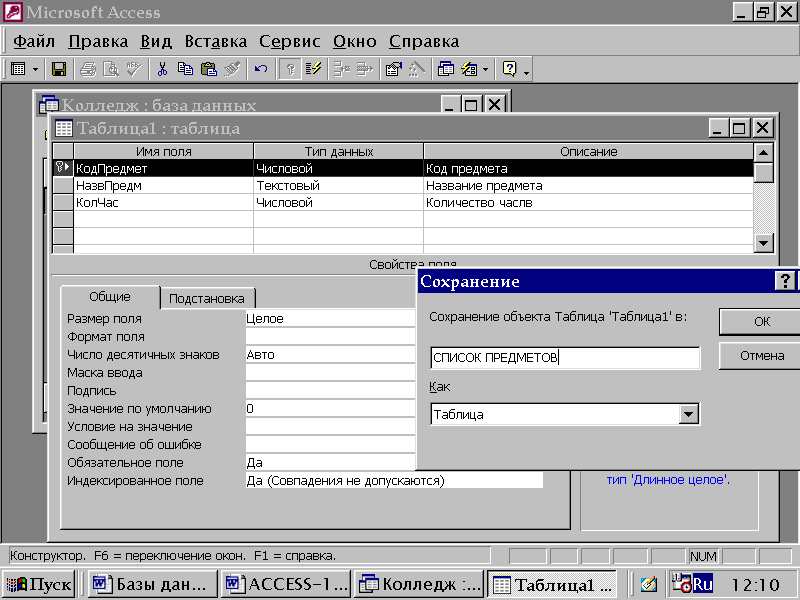 Microsoft Access
Файл Правка Вид Вставка Сервис Окно Справка
Колледж : база данных
Таблица1 : таблица
Имя поля Тип данных Описание
КодПредмет Числовой Код предмета
НазвПредм Текстовый Название предмета
КолЧас Числовой Количество часлв
Свойства поля
Сохранение
Сохранение объекта Таблица 'Таблица1' в:
ОК
СПИСОК ПРЕДМЕТОВ
Отмена
Как
Таблица
Общие Подстановка
Размер поля Целое
Формат поля
Число десятичных знаков Авто
Маска ввода
Подпись
Значение по умолчанию 0
Условие на значение
Сообщение об ошибке
Обязательное поле Да
Индексированное поле Да (Совпадения не допускаются)
тип 'Длинное целое'.
Конструктор. F6 = переключение окон. F1 = справка. NUM
Пуск Базы дан... ACCESS-1... Колледж :... Таблица1 ... Ru 12:10